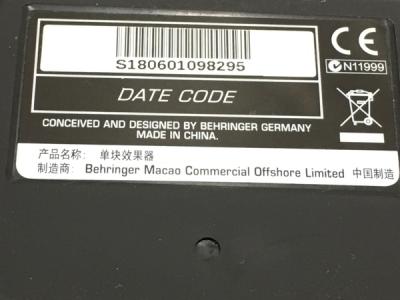 S180601098295
CE
N11999
DATE CODE
CONCEIVED AND DESIGNED BY BEHRINGER GERMANY
MADE IN CHINA.
产品名称: 单块效果器
制造商: Behringer Macao Commercial Offshore Limited 中国制造